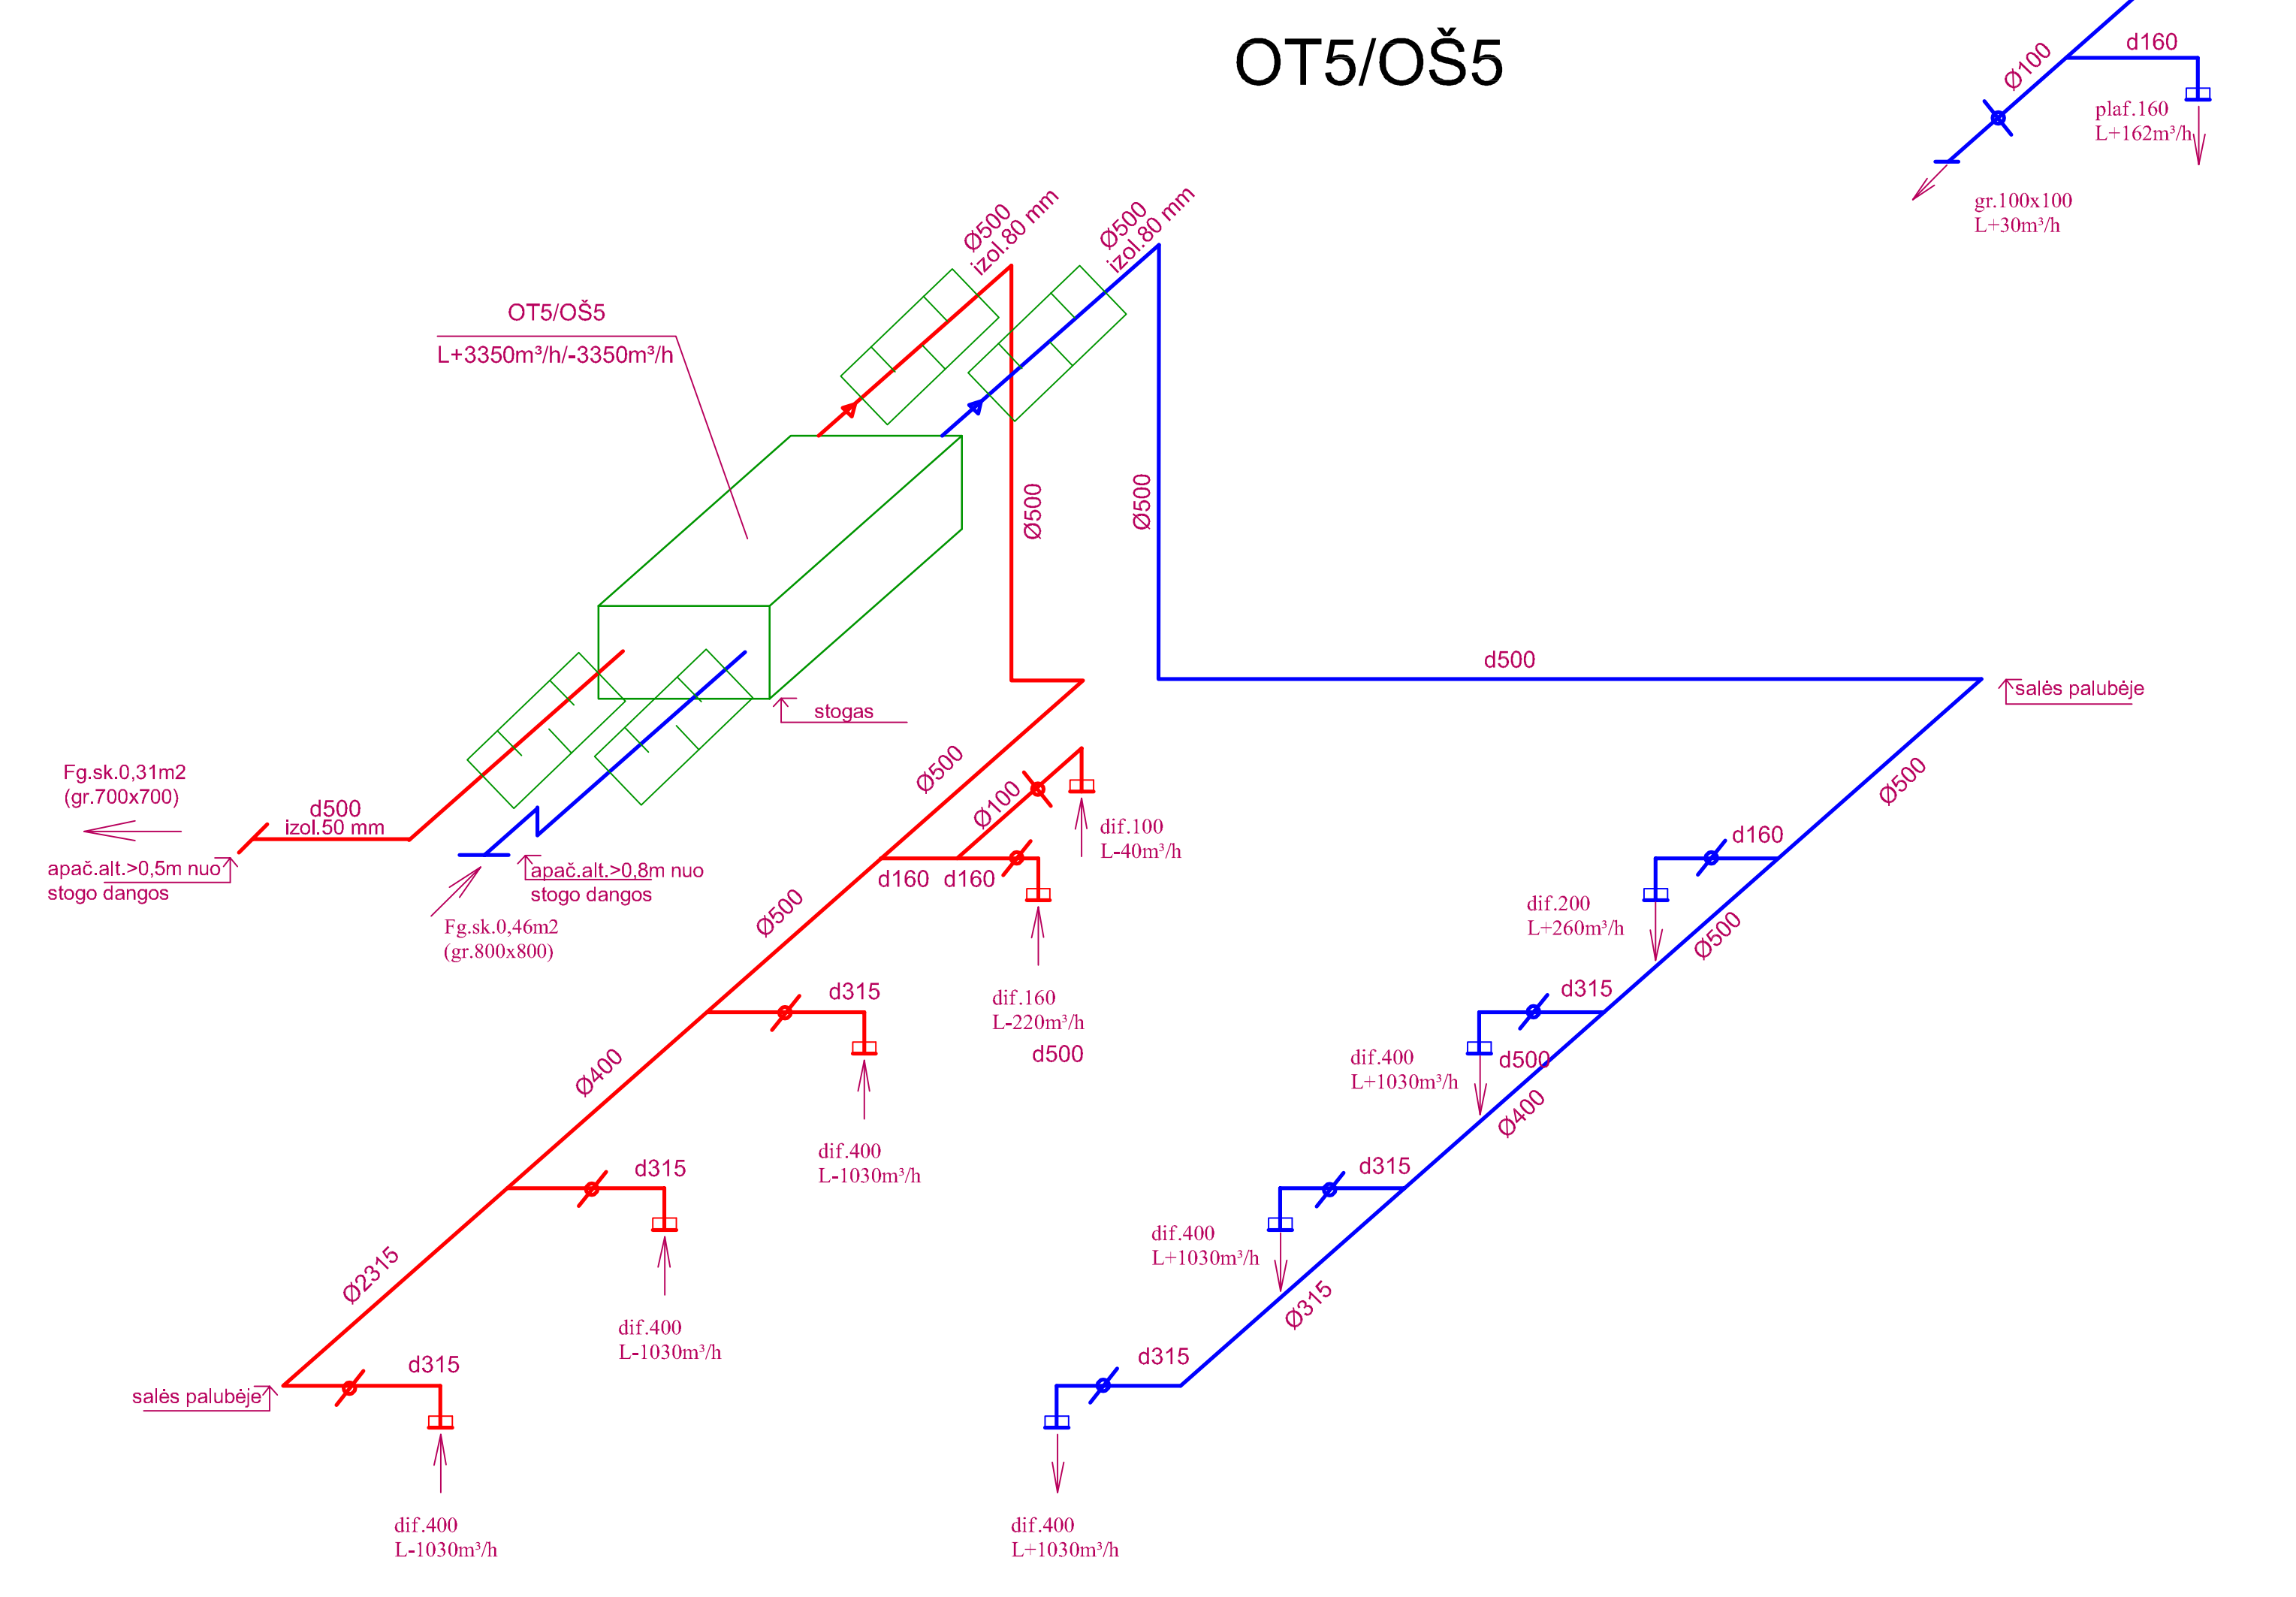 OT5/OŠ5
d160
Ø100
plaf.160
L+162m³/h
gr.100x100
L+30m³/h
Ø500
izol.80 mm
Ø500
izol.80 mm
OT5/OŠ5
L+3350m³/h/-3350m³/h
Ø500
Ø500
d500
salės palubėje
stogas
Fg.sk.0,31m2
(gr.700x700)
d500
izol.50 mm
apač.alt.>0,5m nuo
stogo dangos
apač.alt.>0,8m nuo
stogo dangos
Fg.sk.0,46m2
(gr.800x800)
Ø500
Ø100
dif.100
L-40m³/h
d160
d160
Ø500
dif.160
L-220m³/h
d500
d315
Ø400
dif.400
L-1030m³/h
d315
Ø2315
dif.400
L-1030m³/h
d315
salės palubėje
dif.400
L-1030m³/h
Ø500
d160
dif.200
L+260m³/h
Ø500
d315
dif.400
L+1030m³/h
d500
Ø400
d315
dif.400
L+1030m³/h
Ø315
d315
dif.400
L+1030m³/h